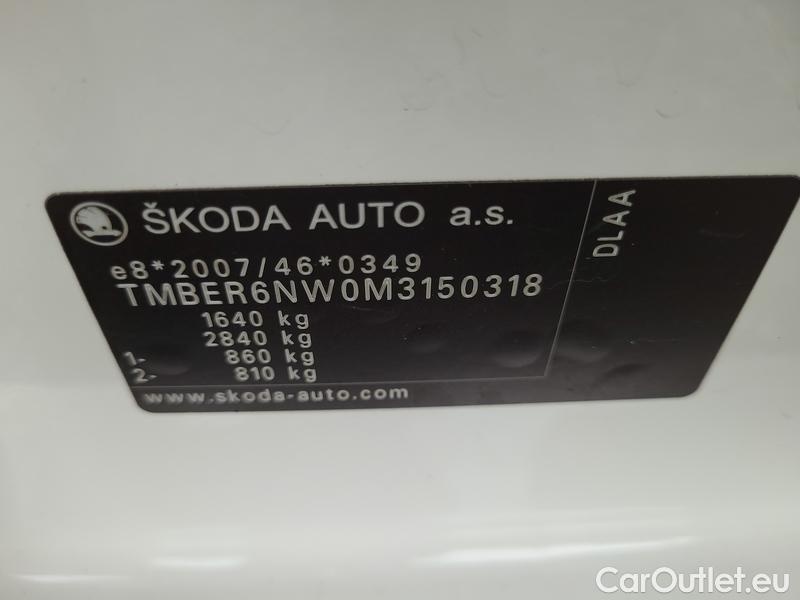 ŠKODA AUTO a.s.
DLAA
e8*2007/46*0349
TMBER6NW0M3150318
1640 kg
2840 kg
1- 860 kg
2- 810 kg
www.skoda-auto.com
CarOutlet.eu